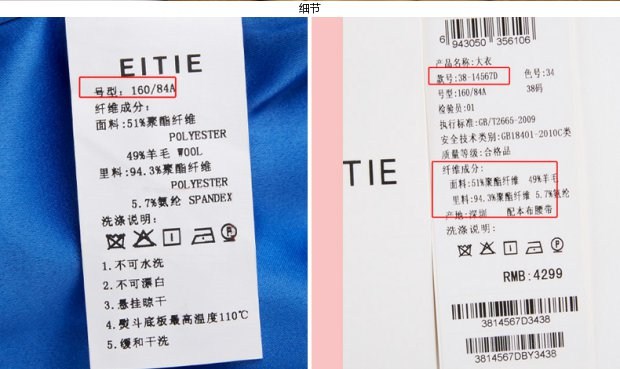 细节
EITIE
号型: 160/84A
纤维成分:
面料:51%聚酯纤维
POLYESTER
49%羊毛 WOOL
里料:94.3%聚酯纤维
POLYESTER
5.7%氨纶 SPANDEX
洗涤说明:
1.不可水洗
2.不可漂白
3.悬挂晾干
4.熨斗底板最高温度110℃
5.缓和干洗
TIE
6 943050 356106
产品名称:大衣
款号:38-14567D 色号:34
号型:160/84A 38码
检验员:01
执行标准:GB/T2665-2009
安全技术类别:GB18401-2010C类
质量等级:合格品
纤维成分:
面料:51%聚酯纤维 49%羊毛
里料:94.3%聚酯纤维 5.7%氨纶
产地:深圳 配本布腰带
洗涤说明:
RMB:4299
3814567D3438
3814567DBY3438